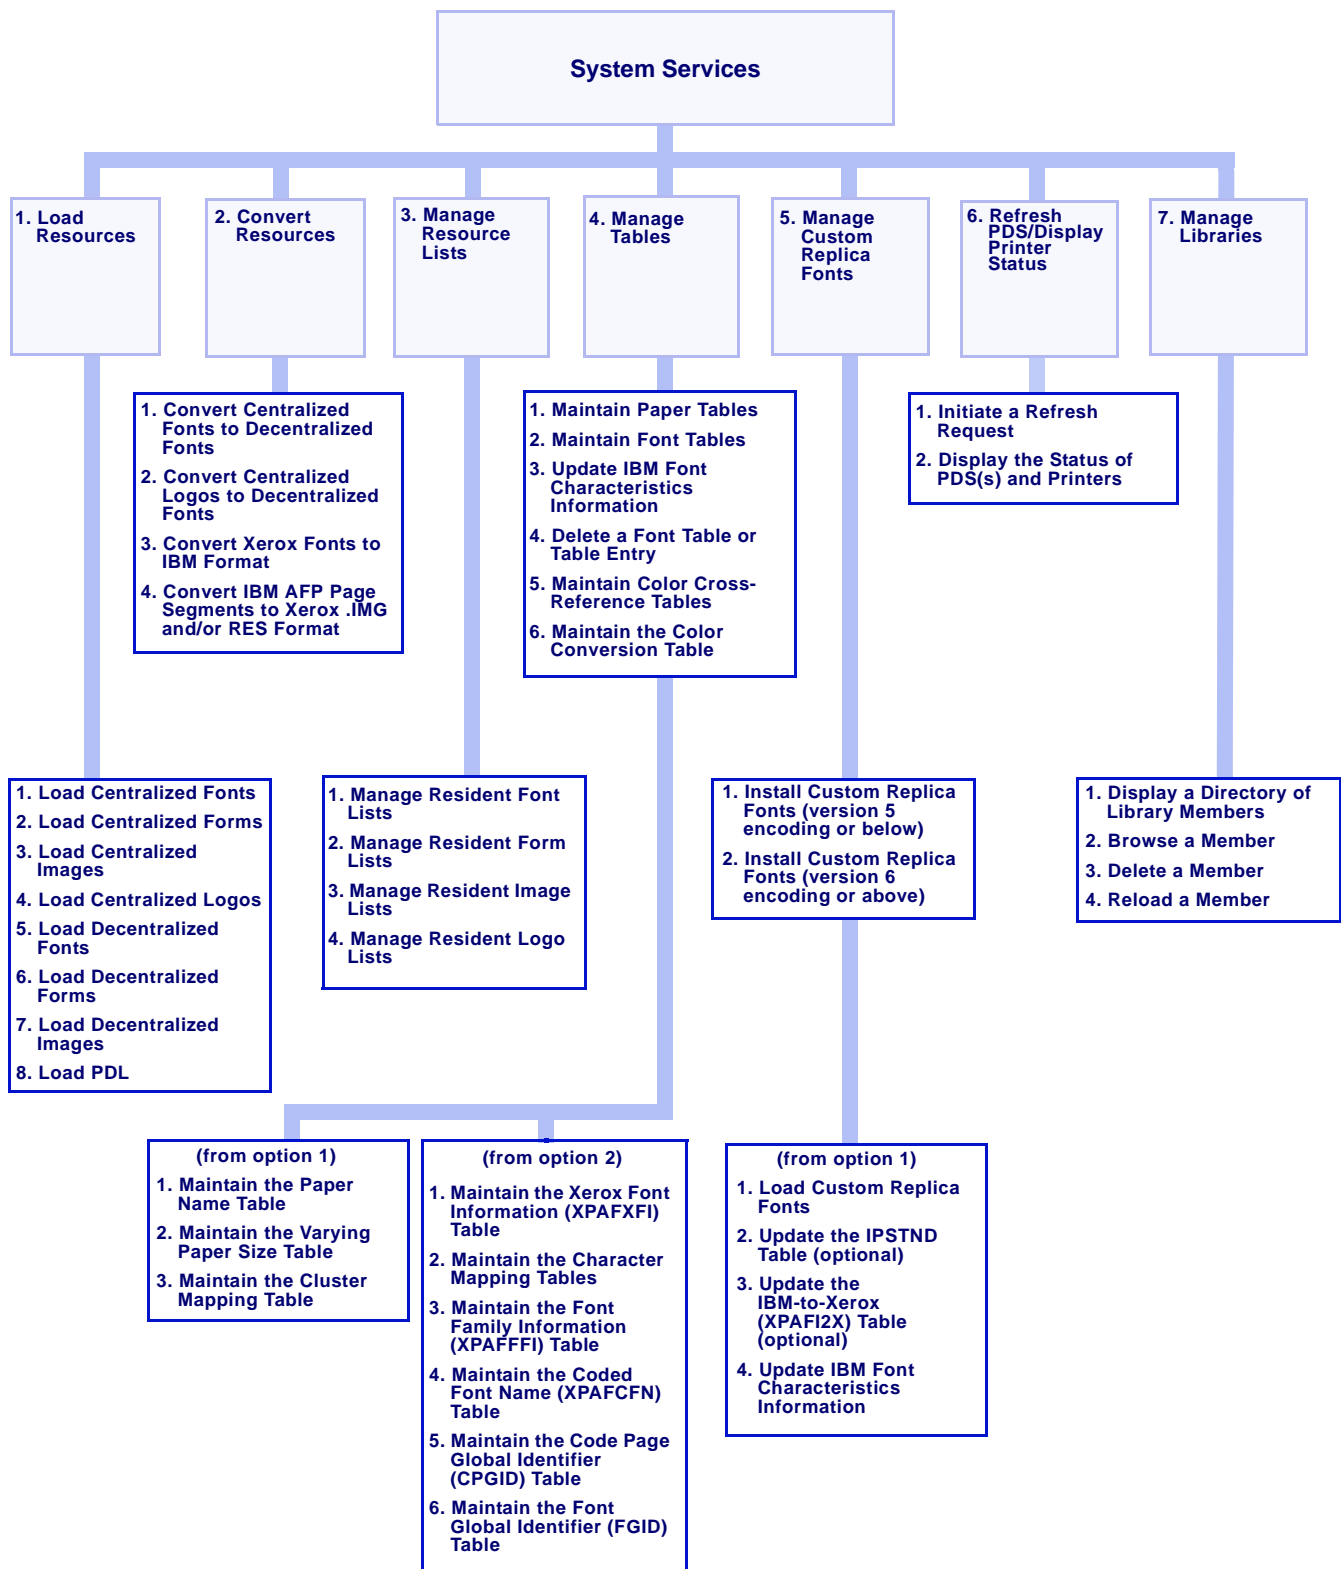 System Services
1. Load
Resources
2. Convert
Resources
3. Manage
Resource
Lists
4. Manage
Tables
5. Manage
Custom
Replica
Fonts
6. Refresh
PDS/Display
Printer
Status
7. Manage
Libraries
1. Convert Centralized
Fonts to Decentralized
Fonts
2. Convert Centralized
Logos to Decentralized
Fonts
3. Convert Xerox Fonts to
IBM Format
4. Convert IBM AFP Page
Segments to Xerox .IMG
and/or RES Format
1. Maintain Paper Tables
2. Maintain Font Tables
3. Update IBM Font
Characteristics
Information
4. Delete a Font Table or
Table Entry
5. Maintain Color Cross-
Reference Tables
6. Maintain the Color
Conversion Table
1. Initiate a Refresh
Request
2. Display the Status of
PDS(s) and Printers
1. Load Centralized Fonts
2. Load Centralized Forms
3. Load Centralized
Images
4. Load Centralized Logos
5. Load Decentralized
Fonts
6. Load Decentralized
Forms
7. Load Decentralized
Images
8. Load PDL
1. Manage Resident Font
Lists
2. Manage Resident Form
Lists
3. Manage Resident Image
Lists
4. Manage Resident Logo
Lists
1. Install Custom Replica
Fonts (version 5
encoding or below)
2. Install Custom Replica
Fonts (version 6
encoding or above)
1. Display a Directory of
Library Members
2. Browse a Member
3. Delete a Member
4. Reload a Member
(from option 1)
1. Maintain the Paper
Name Table
2. Maintain the Varying
Paper Size Table
3. Maintain the Cluster
Mapping Table
(from option 2)
1. Maintain the Xerox Font
Information (XPAFXFI)
Table
2. Maintain the Character
Mapping Tables
3. Maintain the Font
Family Information
(XPAFFFI) Table
4. Maintain the Coded
Font Name (XPAFCFN)
Table
5. Maintain the Code Page
Global Identifier
(CPGID) Table
6. Maintain the Font
Global Identifier (FGID)
Table
(from option 1)
1. Load Custom Replica
Fonts
2. Update the IPSTND
Table (optional)
3. Update the
IBM-to-Xerox
(XPAFI2X) Table
(optional)
4. Update IBM Font
Characteristics
Information